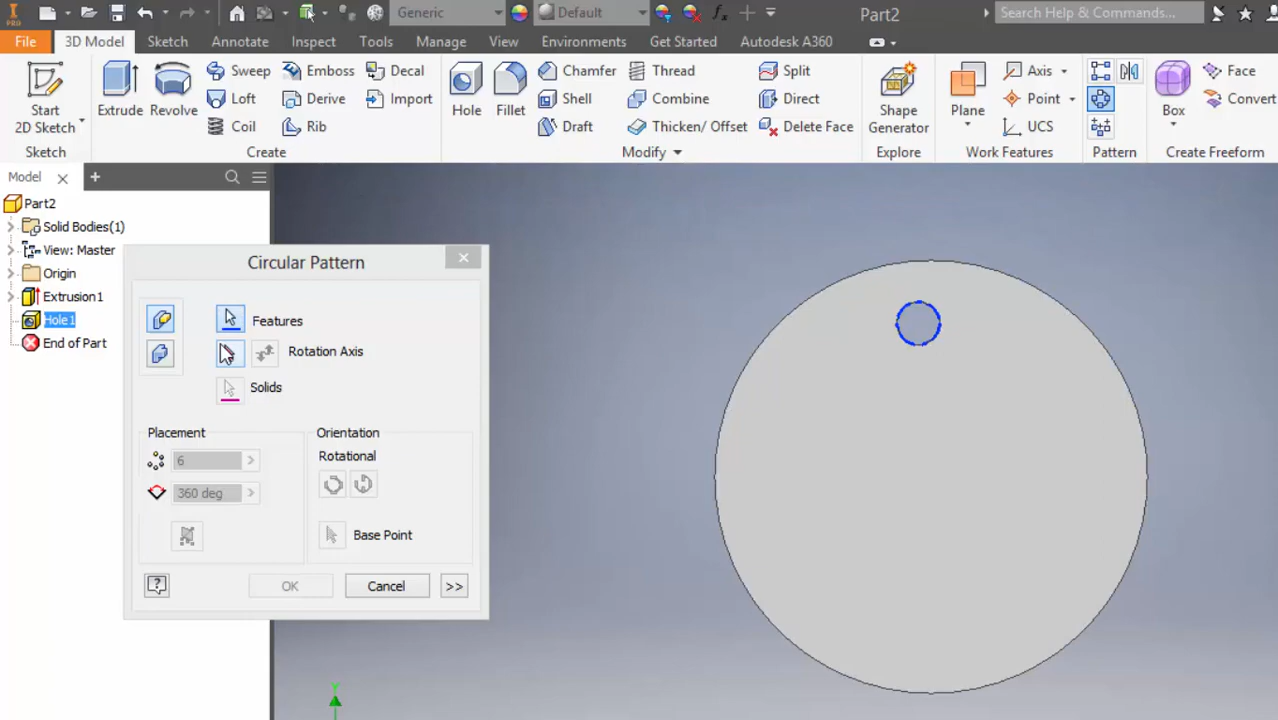 PRO
Generic
Default
fx
Part2
Search Help & Commands...
File
3D Model
Sketch
Annotate
Inspect
Tools
Manage
View
Environments
Get Started
Autodesk A360
Start
2D Sketch
Extrude
Revolve
Sweep
Loft
Coil
Emboss
Derive
Rib
Decal
Import
Hole
Fillet
Chamfer
Shell
Draft
Thread
Combine
Thicken/ Offset
Split
Direct
Delete Face
Shape
Generator
Plane
Axis
Point
UCS
Box
Face
Convert
Sketch
Create
Modify
Explore
Work Features
Pattern
Create Freeform
Model
Part2
Solid Bodies(1)
View: Master
Origin
Extrusion1
Hole1
End of Part
Circular Pattern
Features
Rotation Axis
Solids
Placement
6
360 deg
Orientation
Rotational
Base Point
?
OK
Cancel
>>